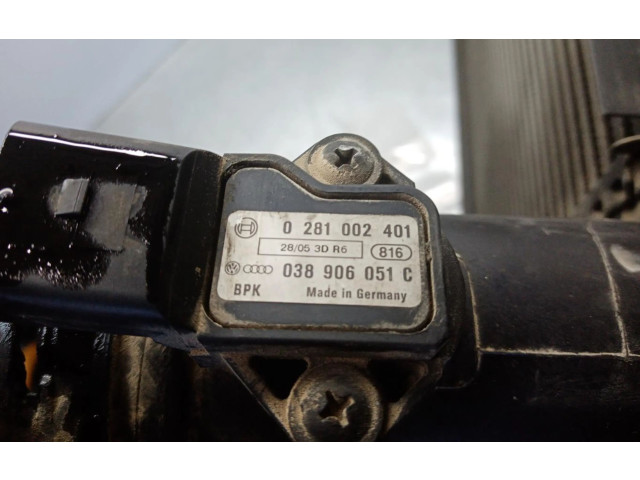 0 281 002 401
28/05 3D R6 816
038 906 051 C
BPK Made in Germany